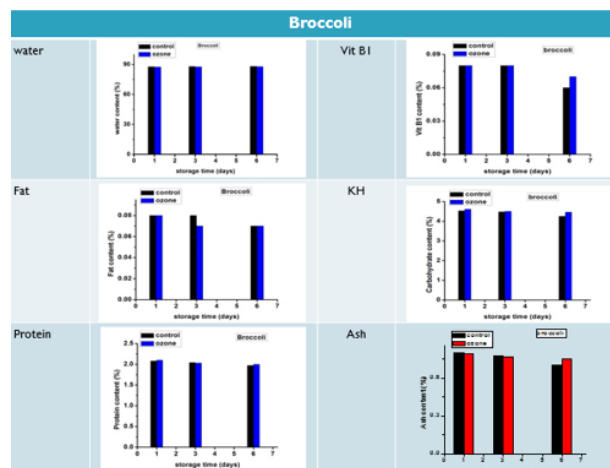 Broccoli
water
control
ozone
Broccoli
water content (%)
90
60
30
0
0 1 2 3 4 5 6 7
storage time (days)
Vit B1
control
ozone
broccoli
Vit B1 content (%)
0.09
0.06
0.03
0.00
0 1 2 3 4 5 6 7
storage time (days)
Fat
control
ozone
Broccoli
Fat content (%)
0.08
0.06
0.04
0.02
0.00
0 1 2 3 4 5 6 7
storage time (days)
KH
control
ozone
broccoli
Carbohydrate content (%)
4
2
0
0 1 2 3 4 5 6 7
storage time (days)
Protein
control
ozone
Broccoli
Protein content (%)
2.5
2.0
1.5
1.0
0.5
0.0
0 1 2 3 4 5 6 7
storage time (days)
Ash
control
ozone
broccoli
Ash content (%)
0 1 2 3 4 5 6 7
storage time (days)